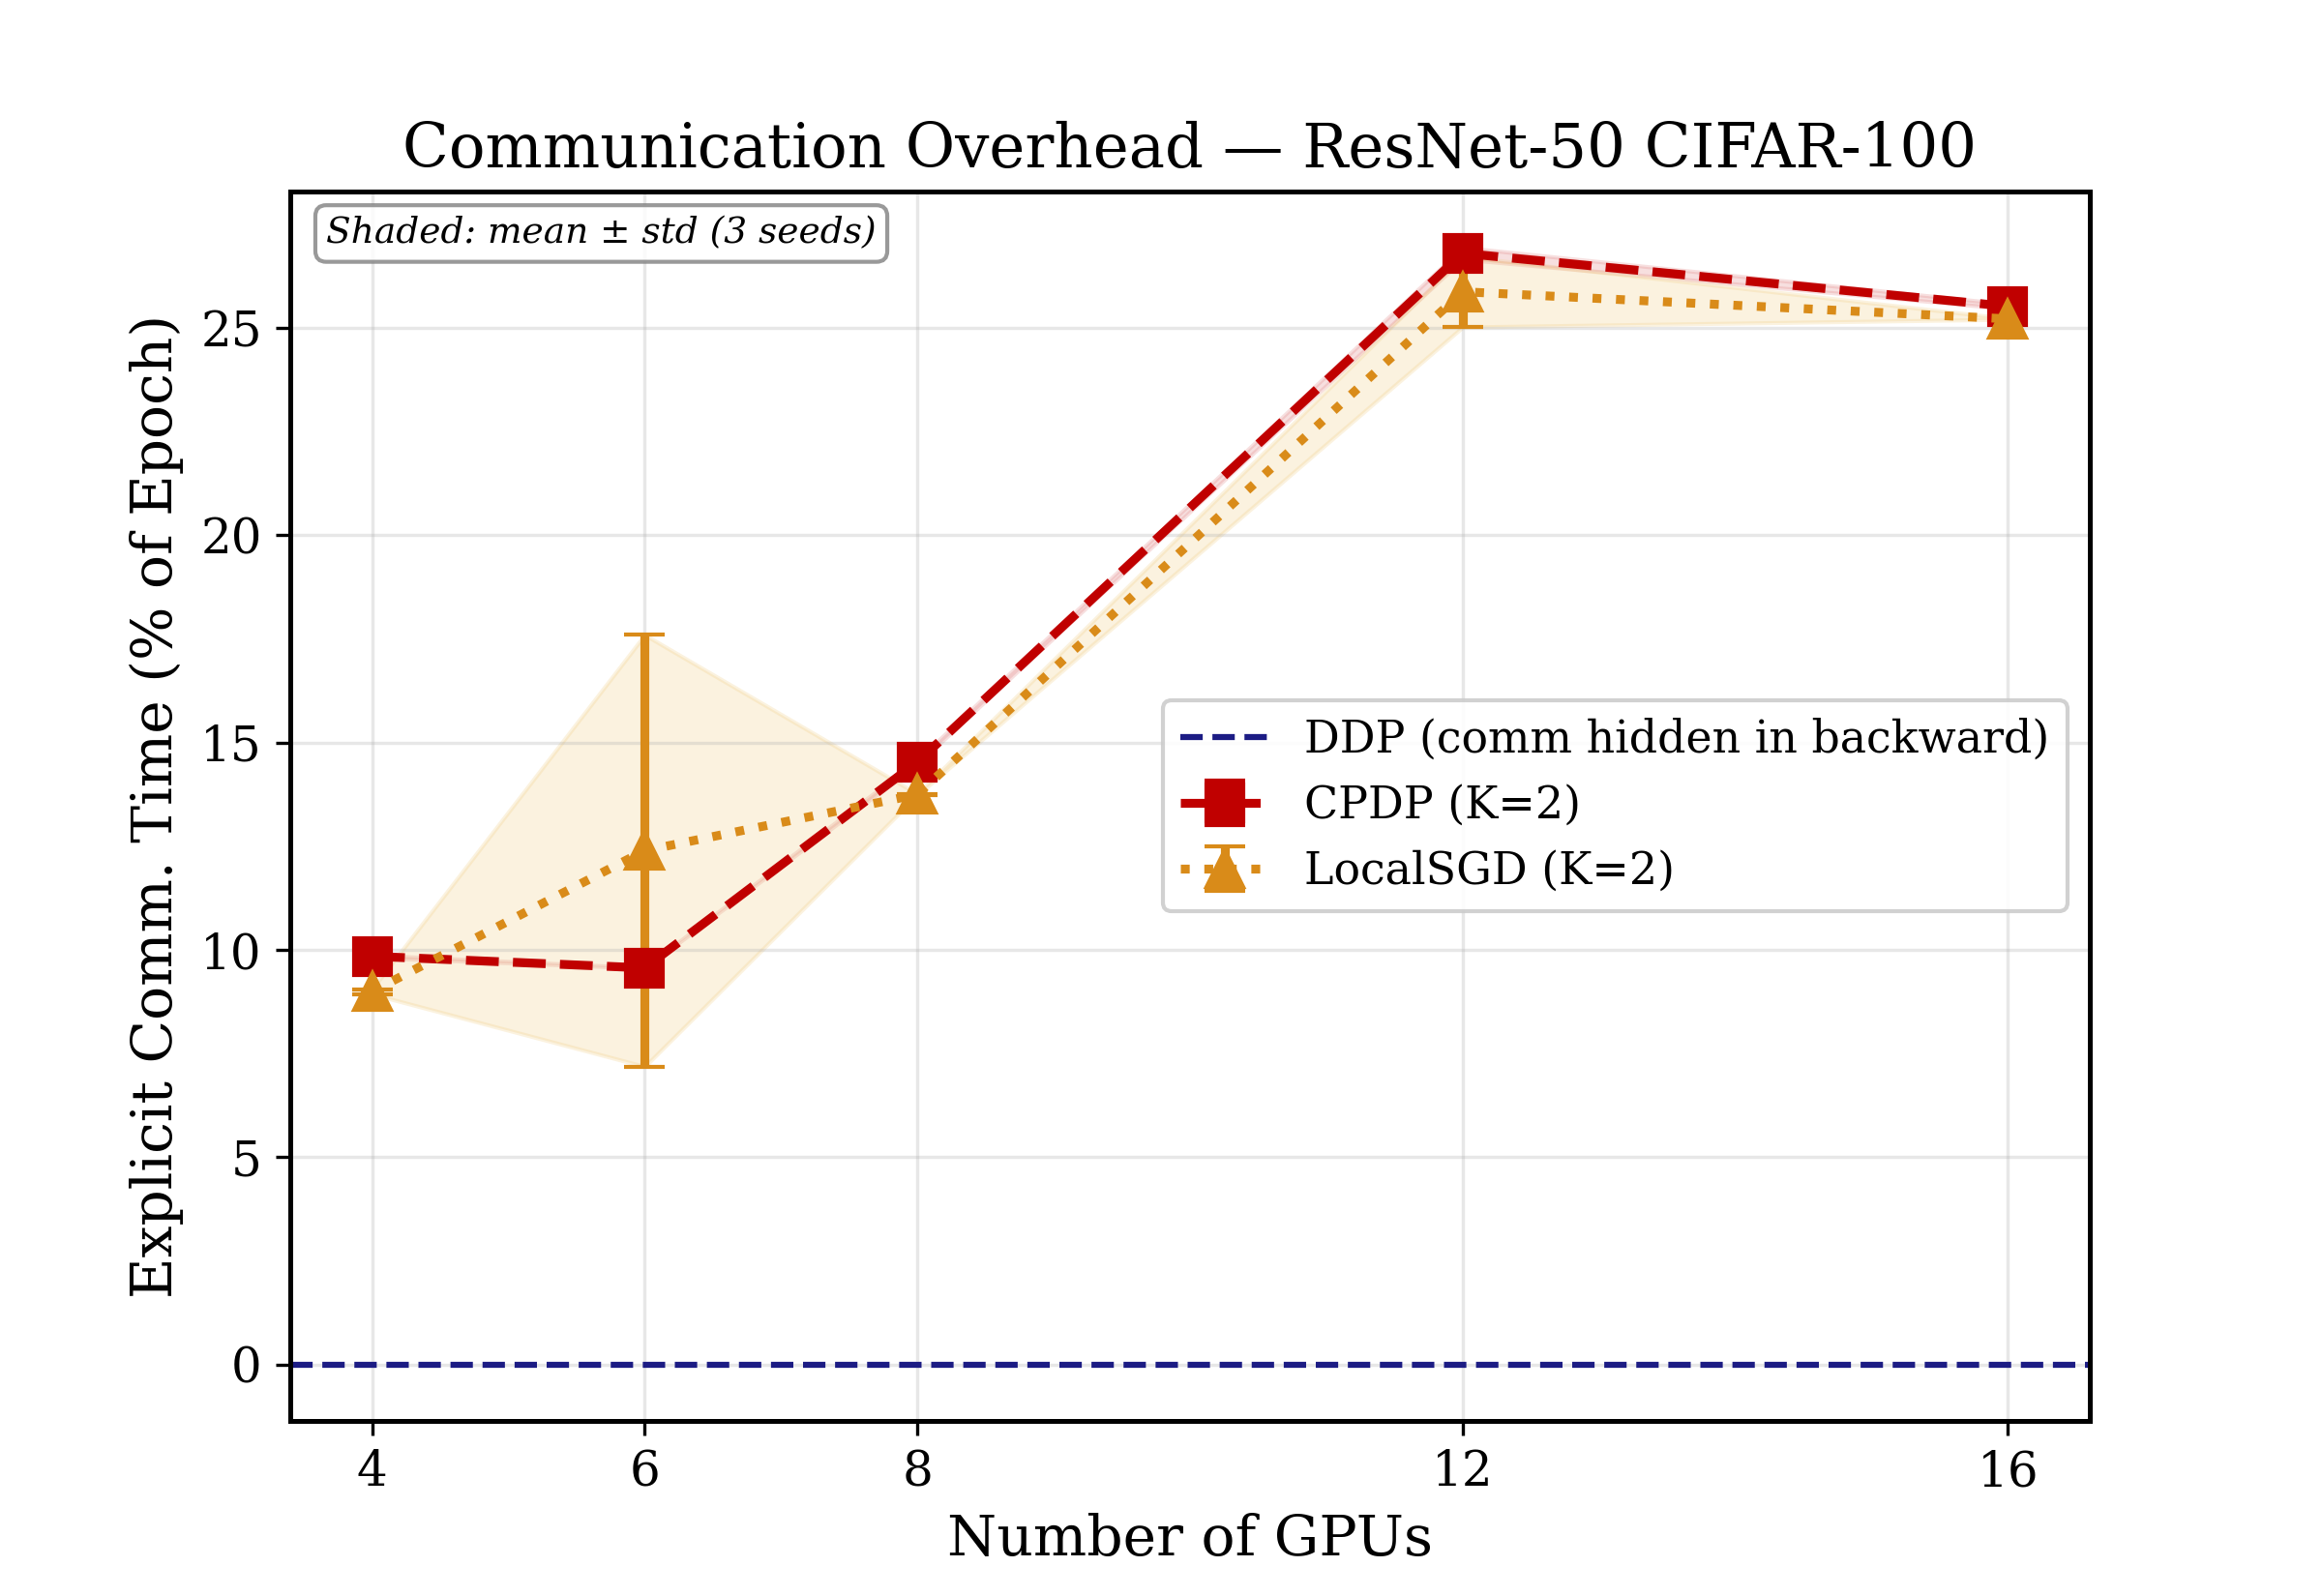 Communication Overhead — ResNet-50 CIFAR-100
Shaded: mean ± std (3 seeds)
Explicit Comm. Time (% of Epoch)
25
20
15
10
5
0
DDP (comm hidden in backward)
CPDP (K=2)
LocalSGD (K=2)
4 6 8 12 16
Number of GPUs